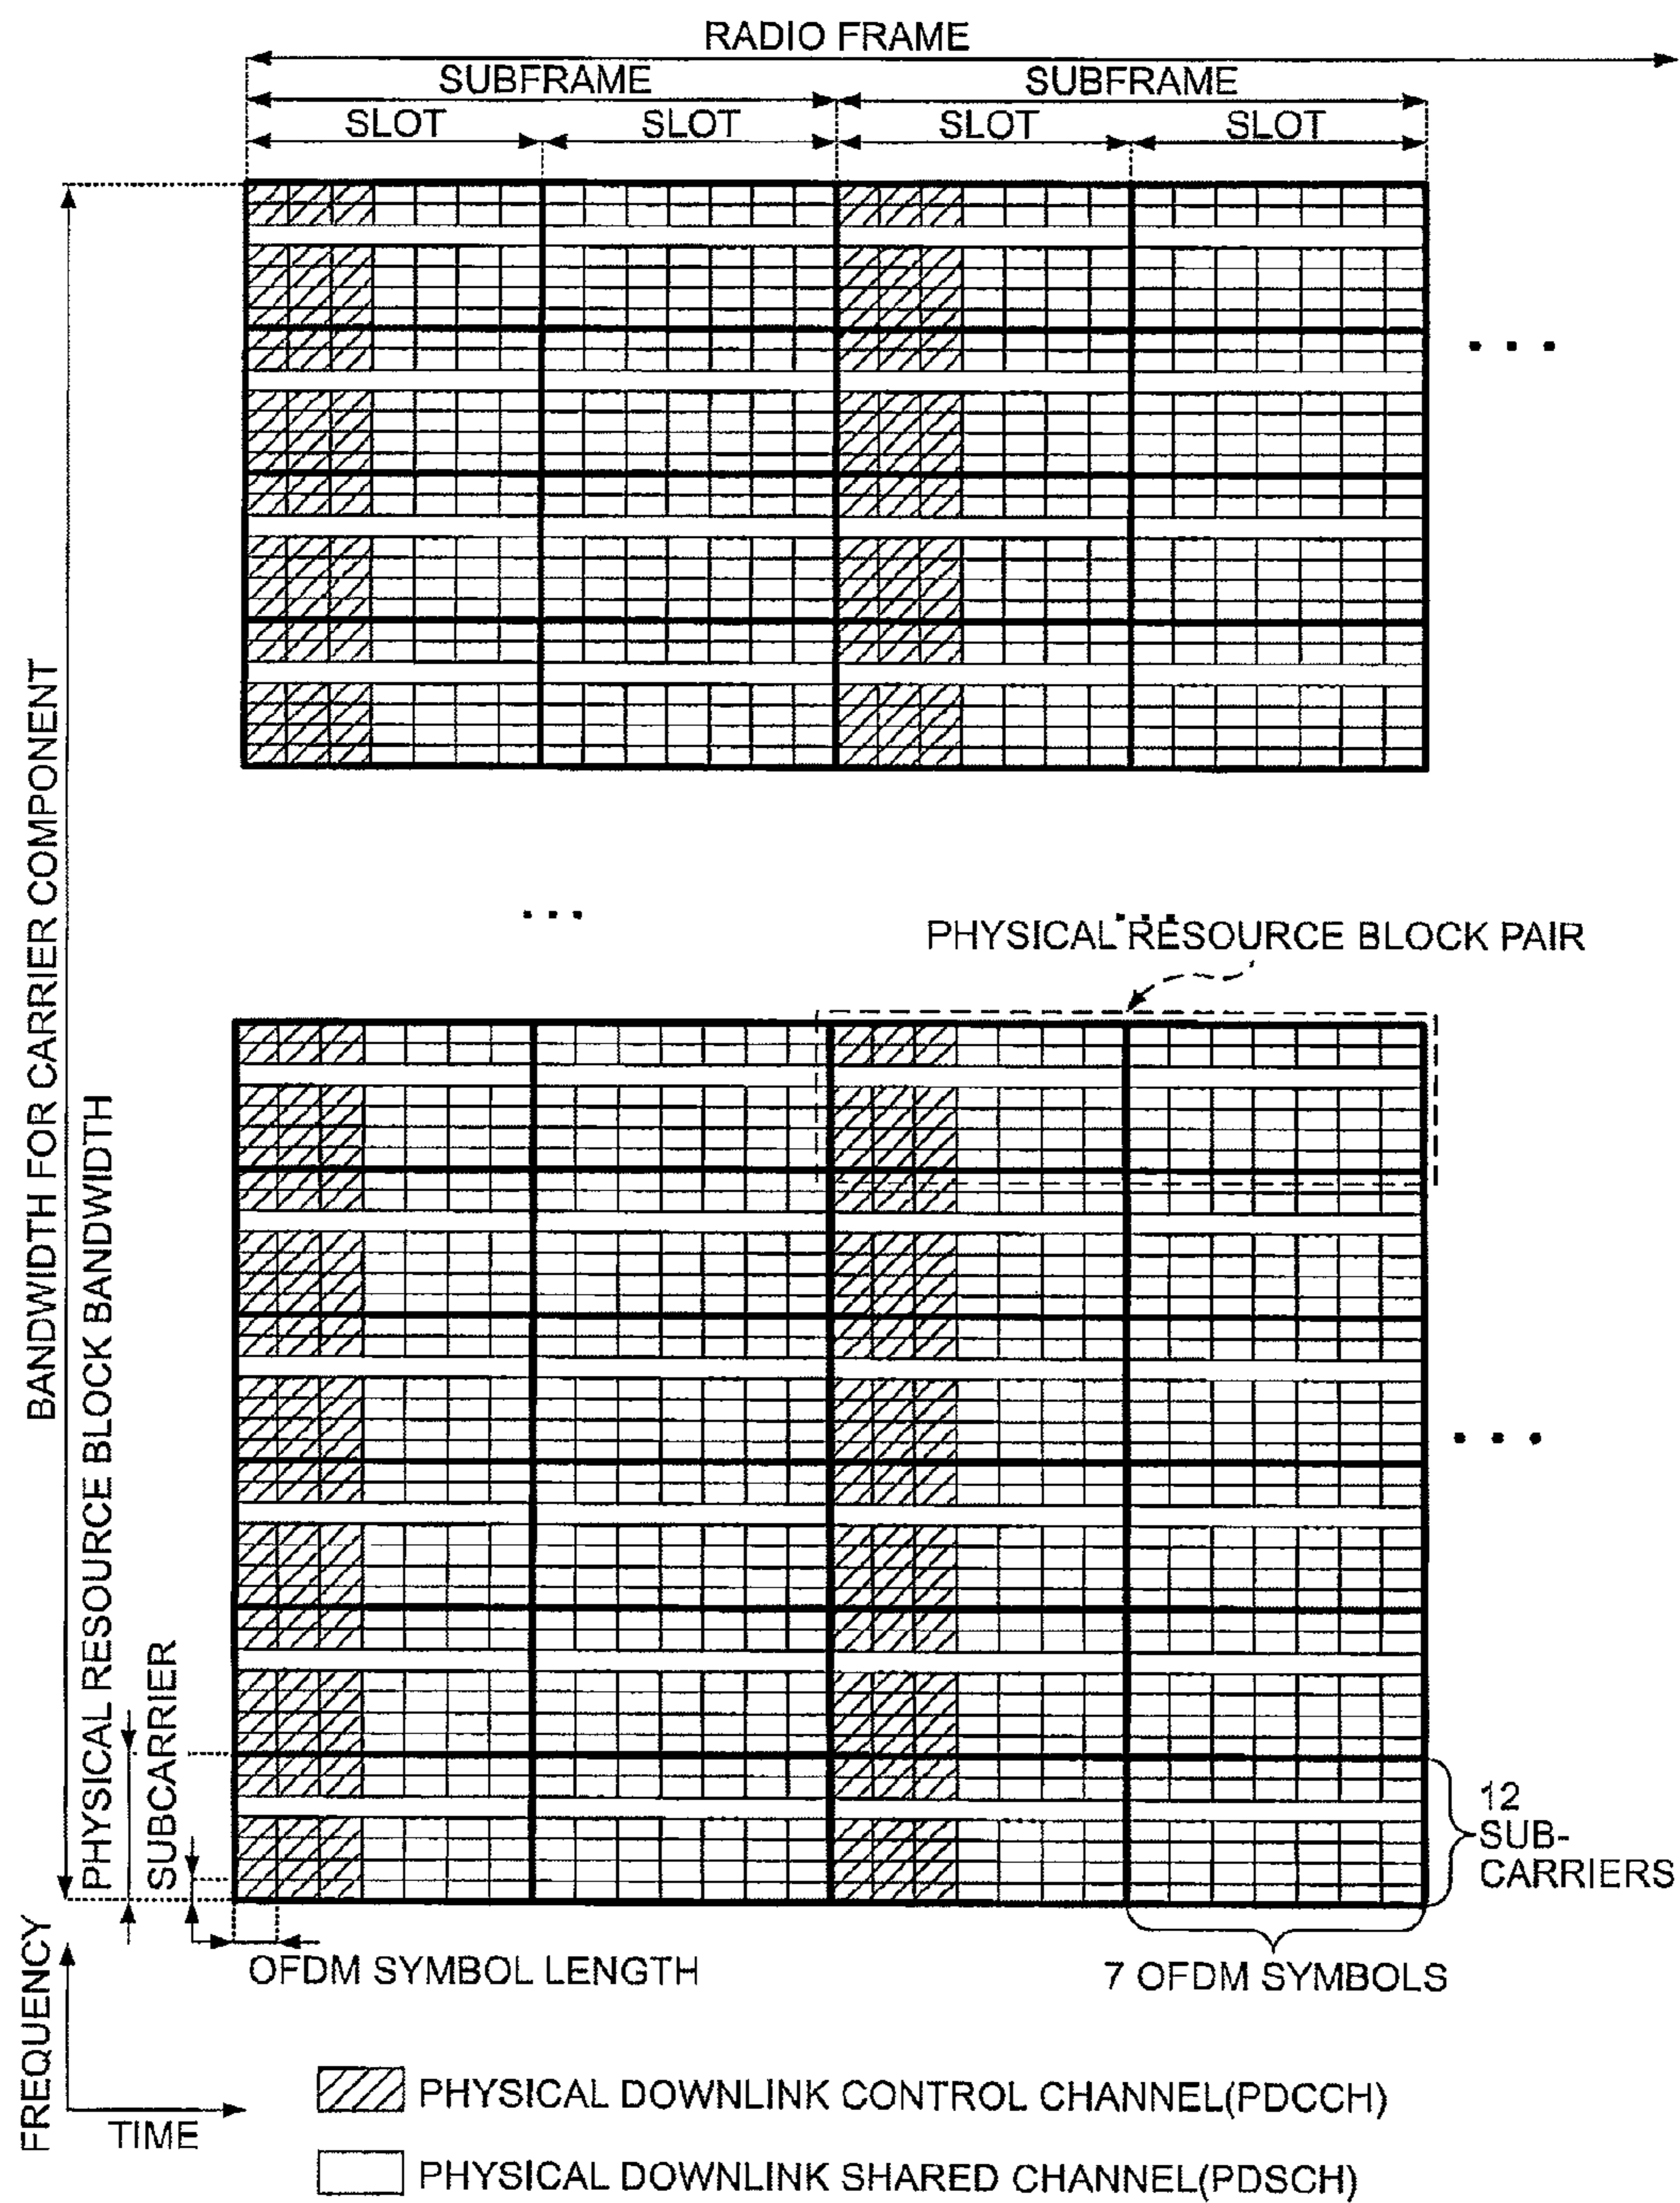 RADIO FRAME
SUBFRAME SUBFRAME
SLOT SLOT SLOT SLOT
BANDWIDTH FOR CARRIER COMPONENT
PHYSICAL RESOURCE BLOCK PAIR
PHYSICAL RESOURCE BLOCK BANDWIDTH
SUBCARRIER
12
SUB-
CARRIERS
OFDM SYMBOL LENGTH
7 OFDM SYMBOLS
FREQUENCY
TIME
PHYSICAL DOWNLINK CONTROL CHANNEL(PDCCH)
PHYSICAL DOWNLINK SHARED CHANNEL(PDSCH)